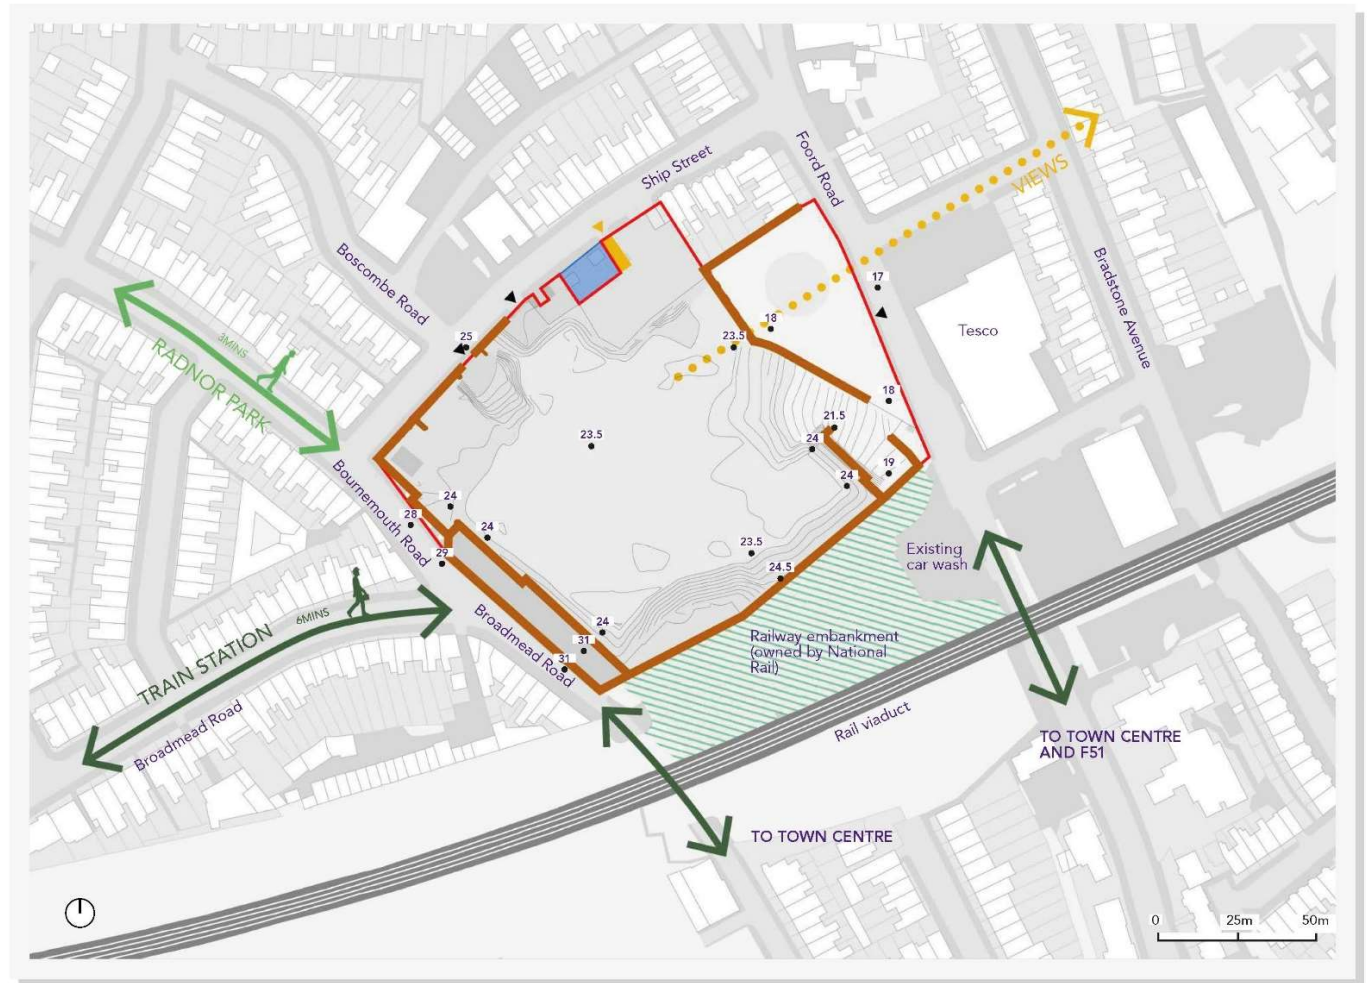 Ship Street
Foord Road
VIEWS
Boscombe Road
Bradstone Avenue
17
18
25
23.5
Tesco
3MINS
RADNOR PARK
18
21.5
24
23.5
Bournemouth Road
19
24
24
28
24
23.5
29
24.5
Existing
car wash
6MINS
TRAIN STATION
Broadmead Road
24
31
31
Railway embankment
(owned by National
Rail)
Broadmead Road
Rail viaduct
TO TOWN CENTRE
AND F51
TO TOWN CENTRE
0 25m 50m